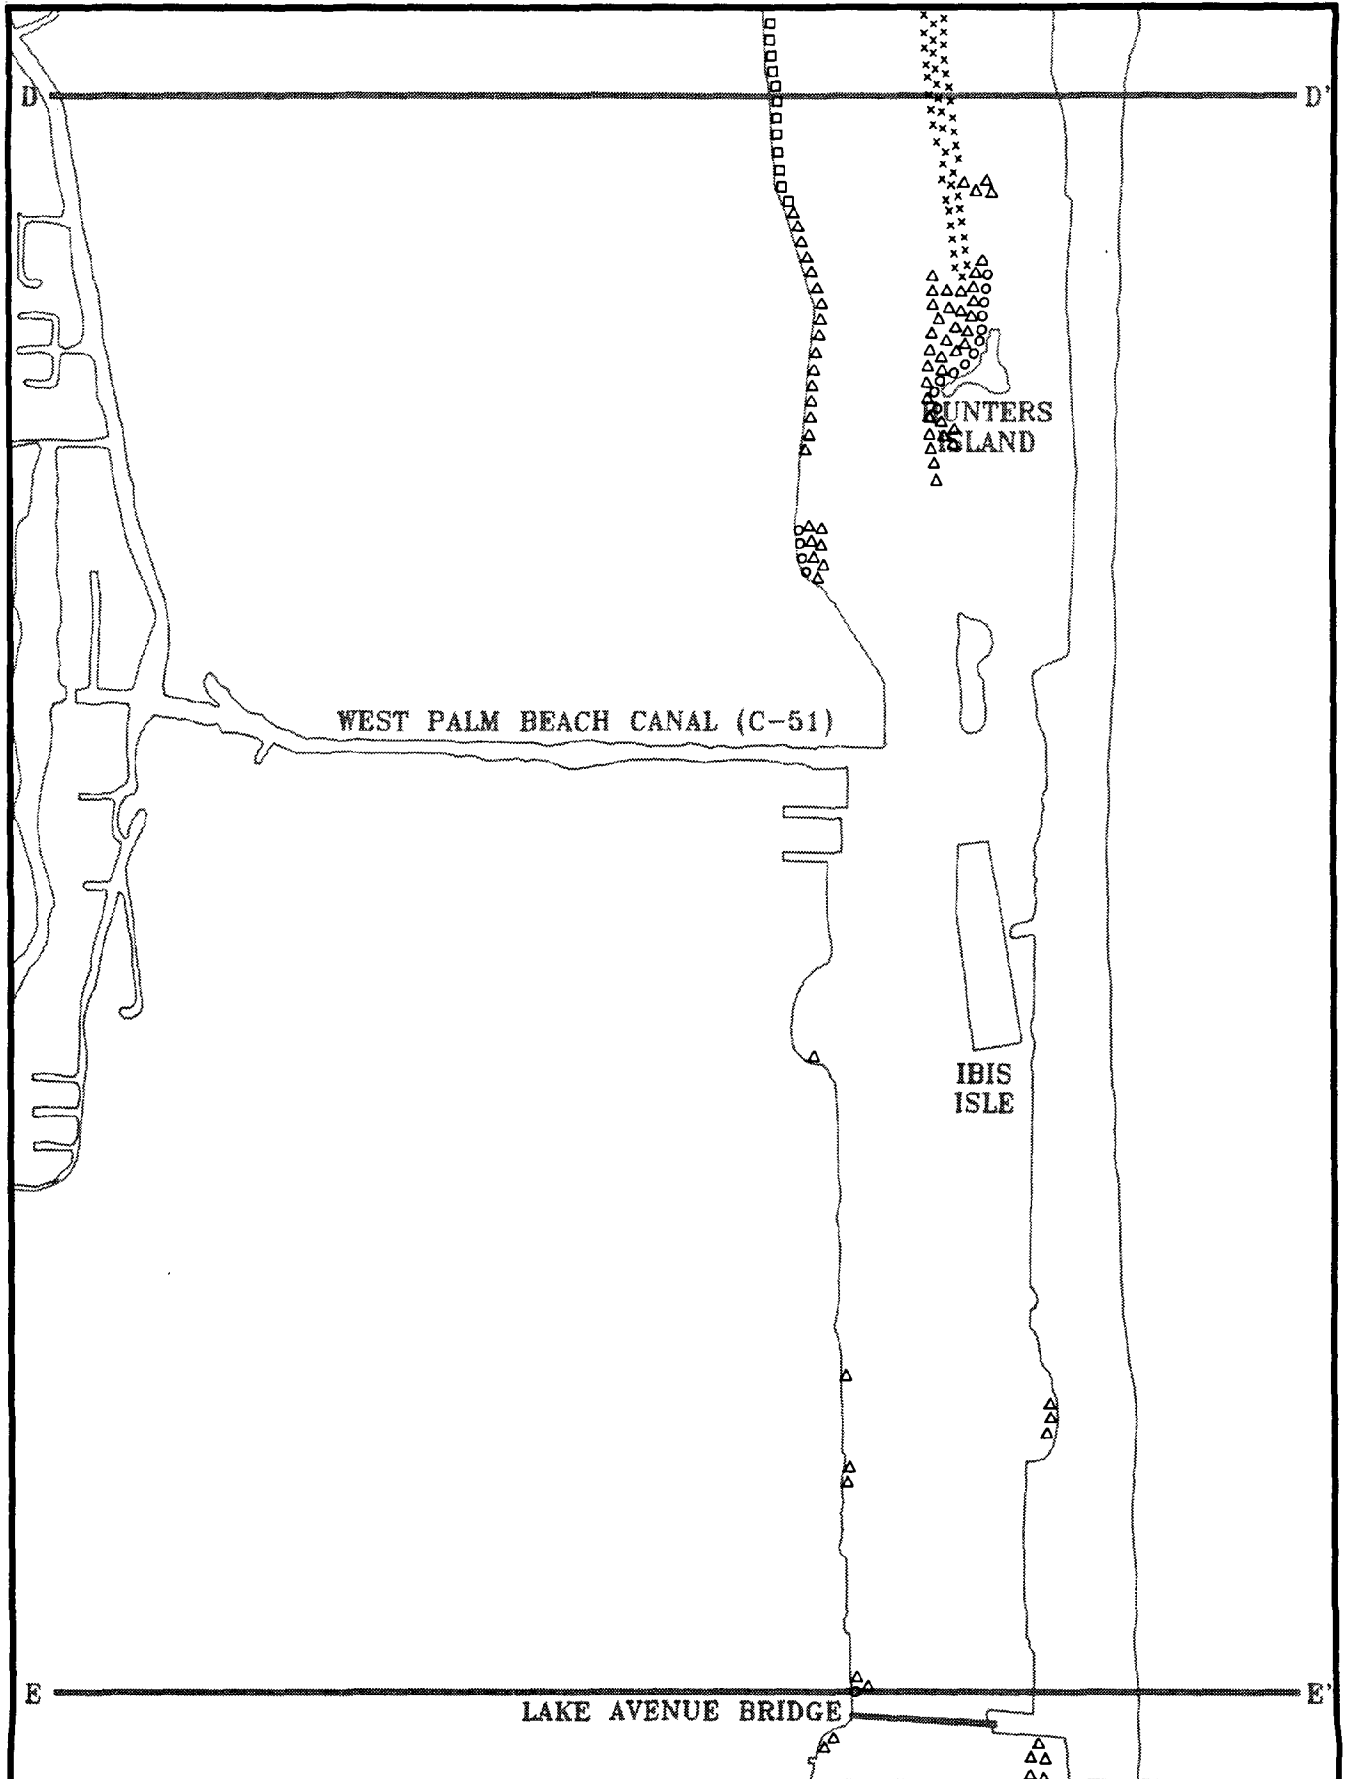 D D'
HUNTERS
ISLAND
WEST PALM BEACH CANAL (C-51)
IBIS
ISLE
E E'
LAKE AVENUE BRIDGE